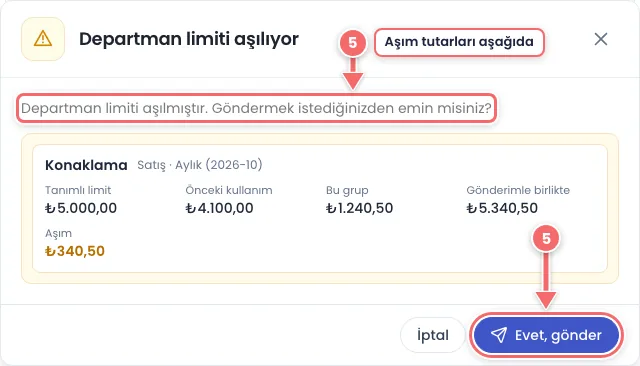 Departman limiti aşılıyor
5
Aşım tutarları aşağıda
Departman limiti aşılmıştır. Göndermek istediğinizden emin misiniz?
Konaklama Satış · Aylık (2026-10)
Tanımlı limit Önceki kullanım Bu grup Gönderimle birlikte
₺5.000,00 ₺4.100,00 ₺1.240,50 ₺5.340,50
Aşım
₺340,50
5
İptal Evet, gönder